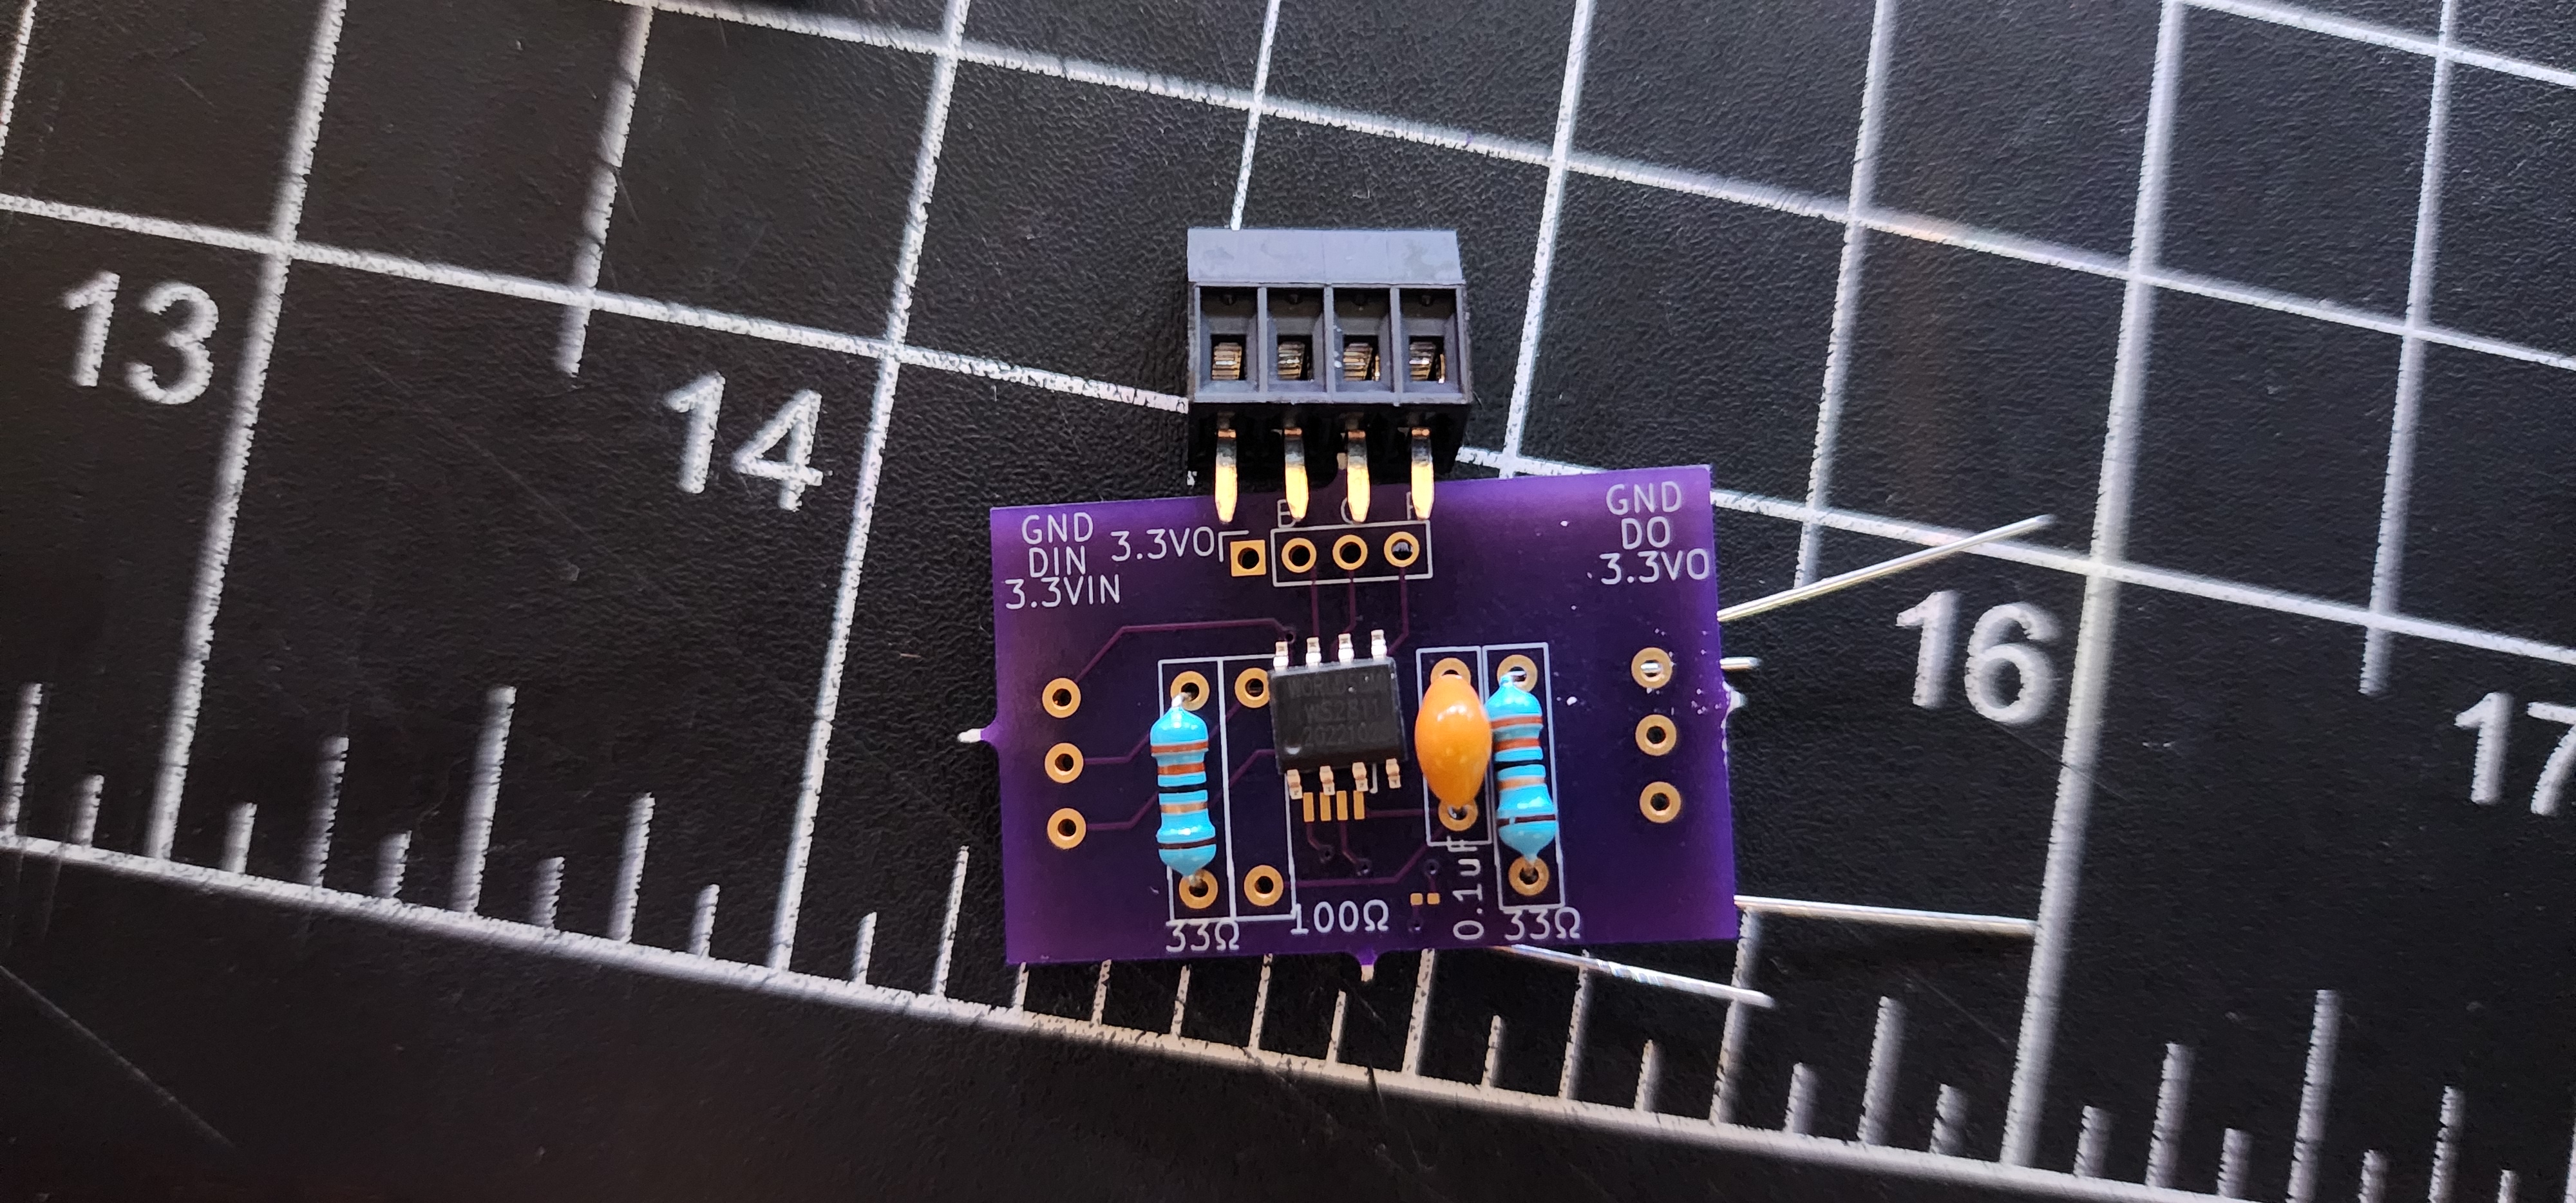 13
14
16
17
GND
DIN
3.3VIN
3.3VO
B
GND
DO
3.3VO
WS2811
33Ω
100Ω
0.1uF
33Ω